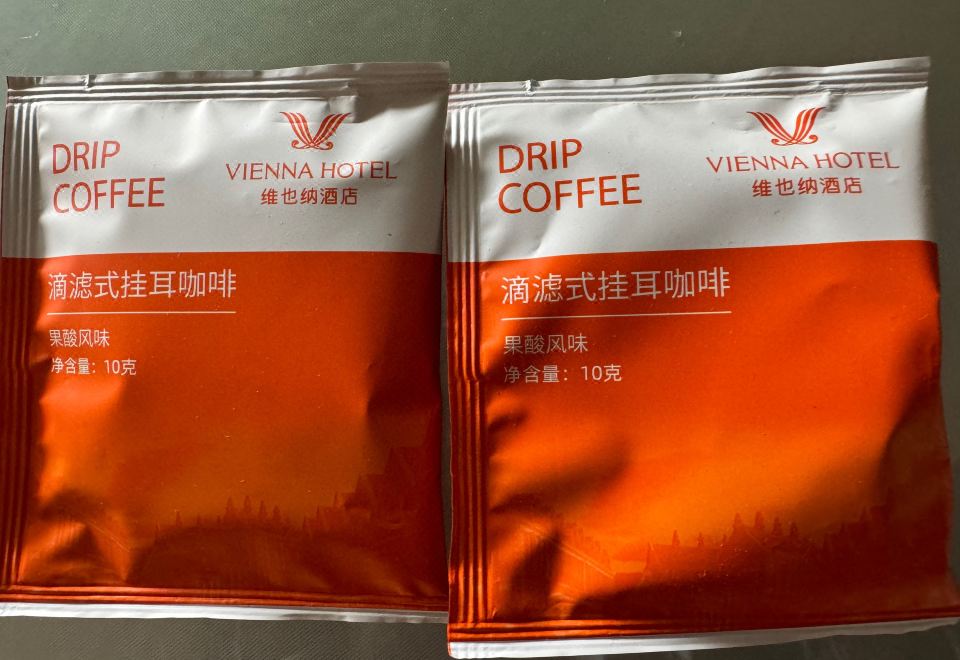 DRIP
COFFEE
VIENNA HOTEL
维也纳酒店
滴滤式挂耳咖啡
果酸风味
净含量：10克
DRIP
COFFEE
VIENNA HOTEL
维也纳酒店
滴滤式挂耳咖啡
果酸风味
净含量：10克